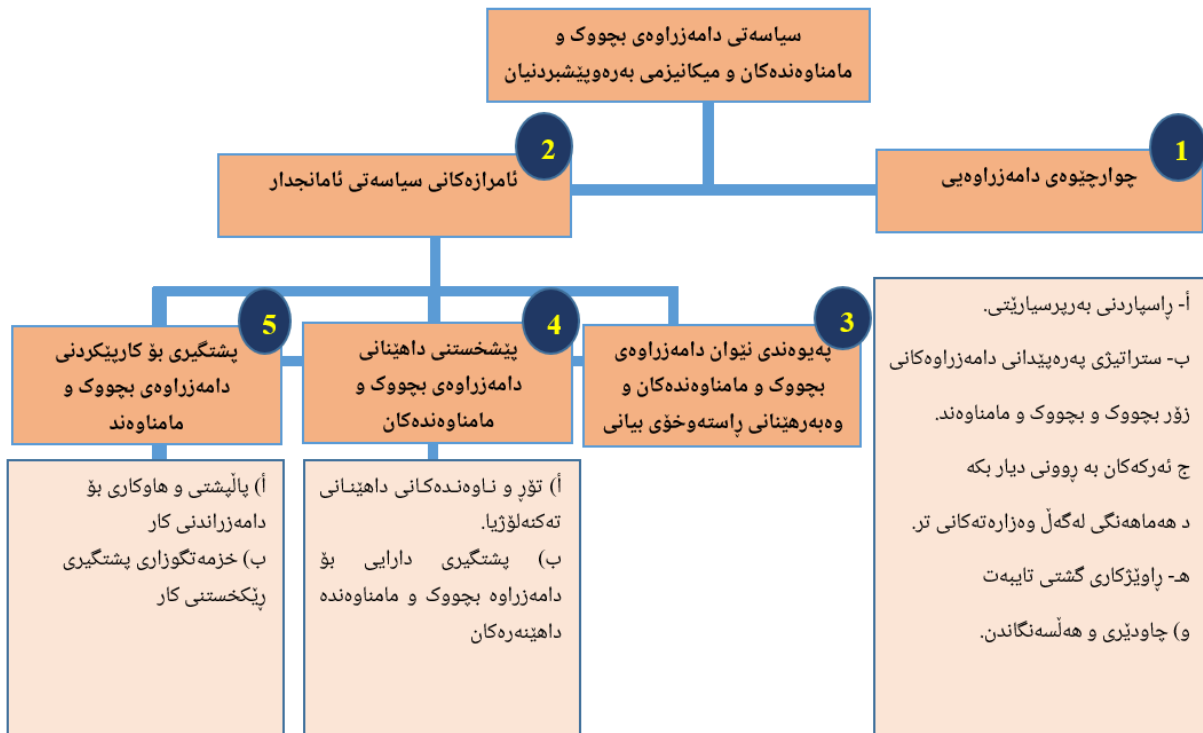 سیاسەتی دامەزراوەی بچووک و
مامناوەندەکان و میکانیزمی بەرەوپێشبردنیان
1
چوارچێوەی دامەزراوەیی
2
ئامرازەکانی سیاسەتی ئامانجدار
أ- ڕاسپاردنی بەرپرسیارێتی.
ب- ستراتیژی پەرەپێدانی دامەزراوەکانی
زۆر بچووک و بچووک و مامناوەند.
ج ئەرکەکان بە ڕوونی دیار بکە
د هەماهەنگی لەگەڵ وەزارەتەکانی تر.
هـ- ڕاوێژکاری گشتی تایبەت
و) چاودێری و هەڵسەنگاندن.
3
پەیوەندی نێوان دامەزراوەی
بچووک و مامناوەندەکان و
وەبەرهێنانی ڕاستەوخۆی بیانی
4
پێشخستنی داهێنانی
دامەزراوەی بچووک و
مامناوەندەکان
أ) تۆڕ و نـاوەنـدەکـانی داهێنـانی
تەکنەلۆژیا.
ب) پشتگیری دارایی بۆ
دامەزراوە بچووک و مامناوەندە
داهێنەرەکان
5
پشتگیری بۆ کارپێکردنی
دامەزراوەی بچووک و
مامناوەند
أ) پاڵپشتی و هاوکاری بۆ
دامەزراندنی کار
ب) خزمەتگوزاری پشتگیری
ڕێکخستنی کار